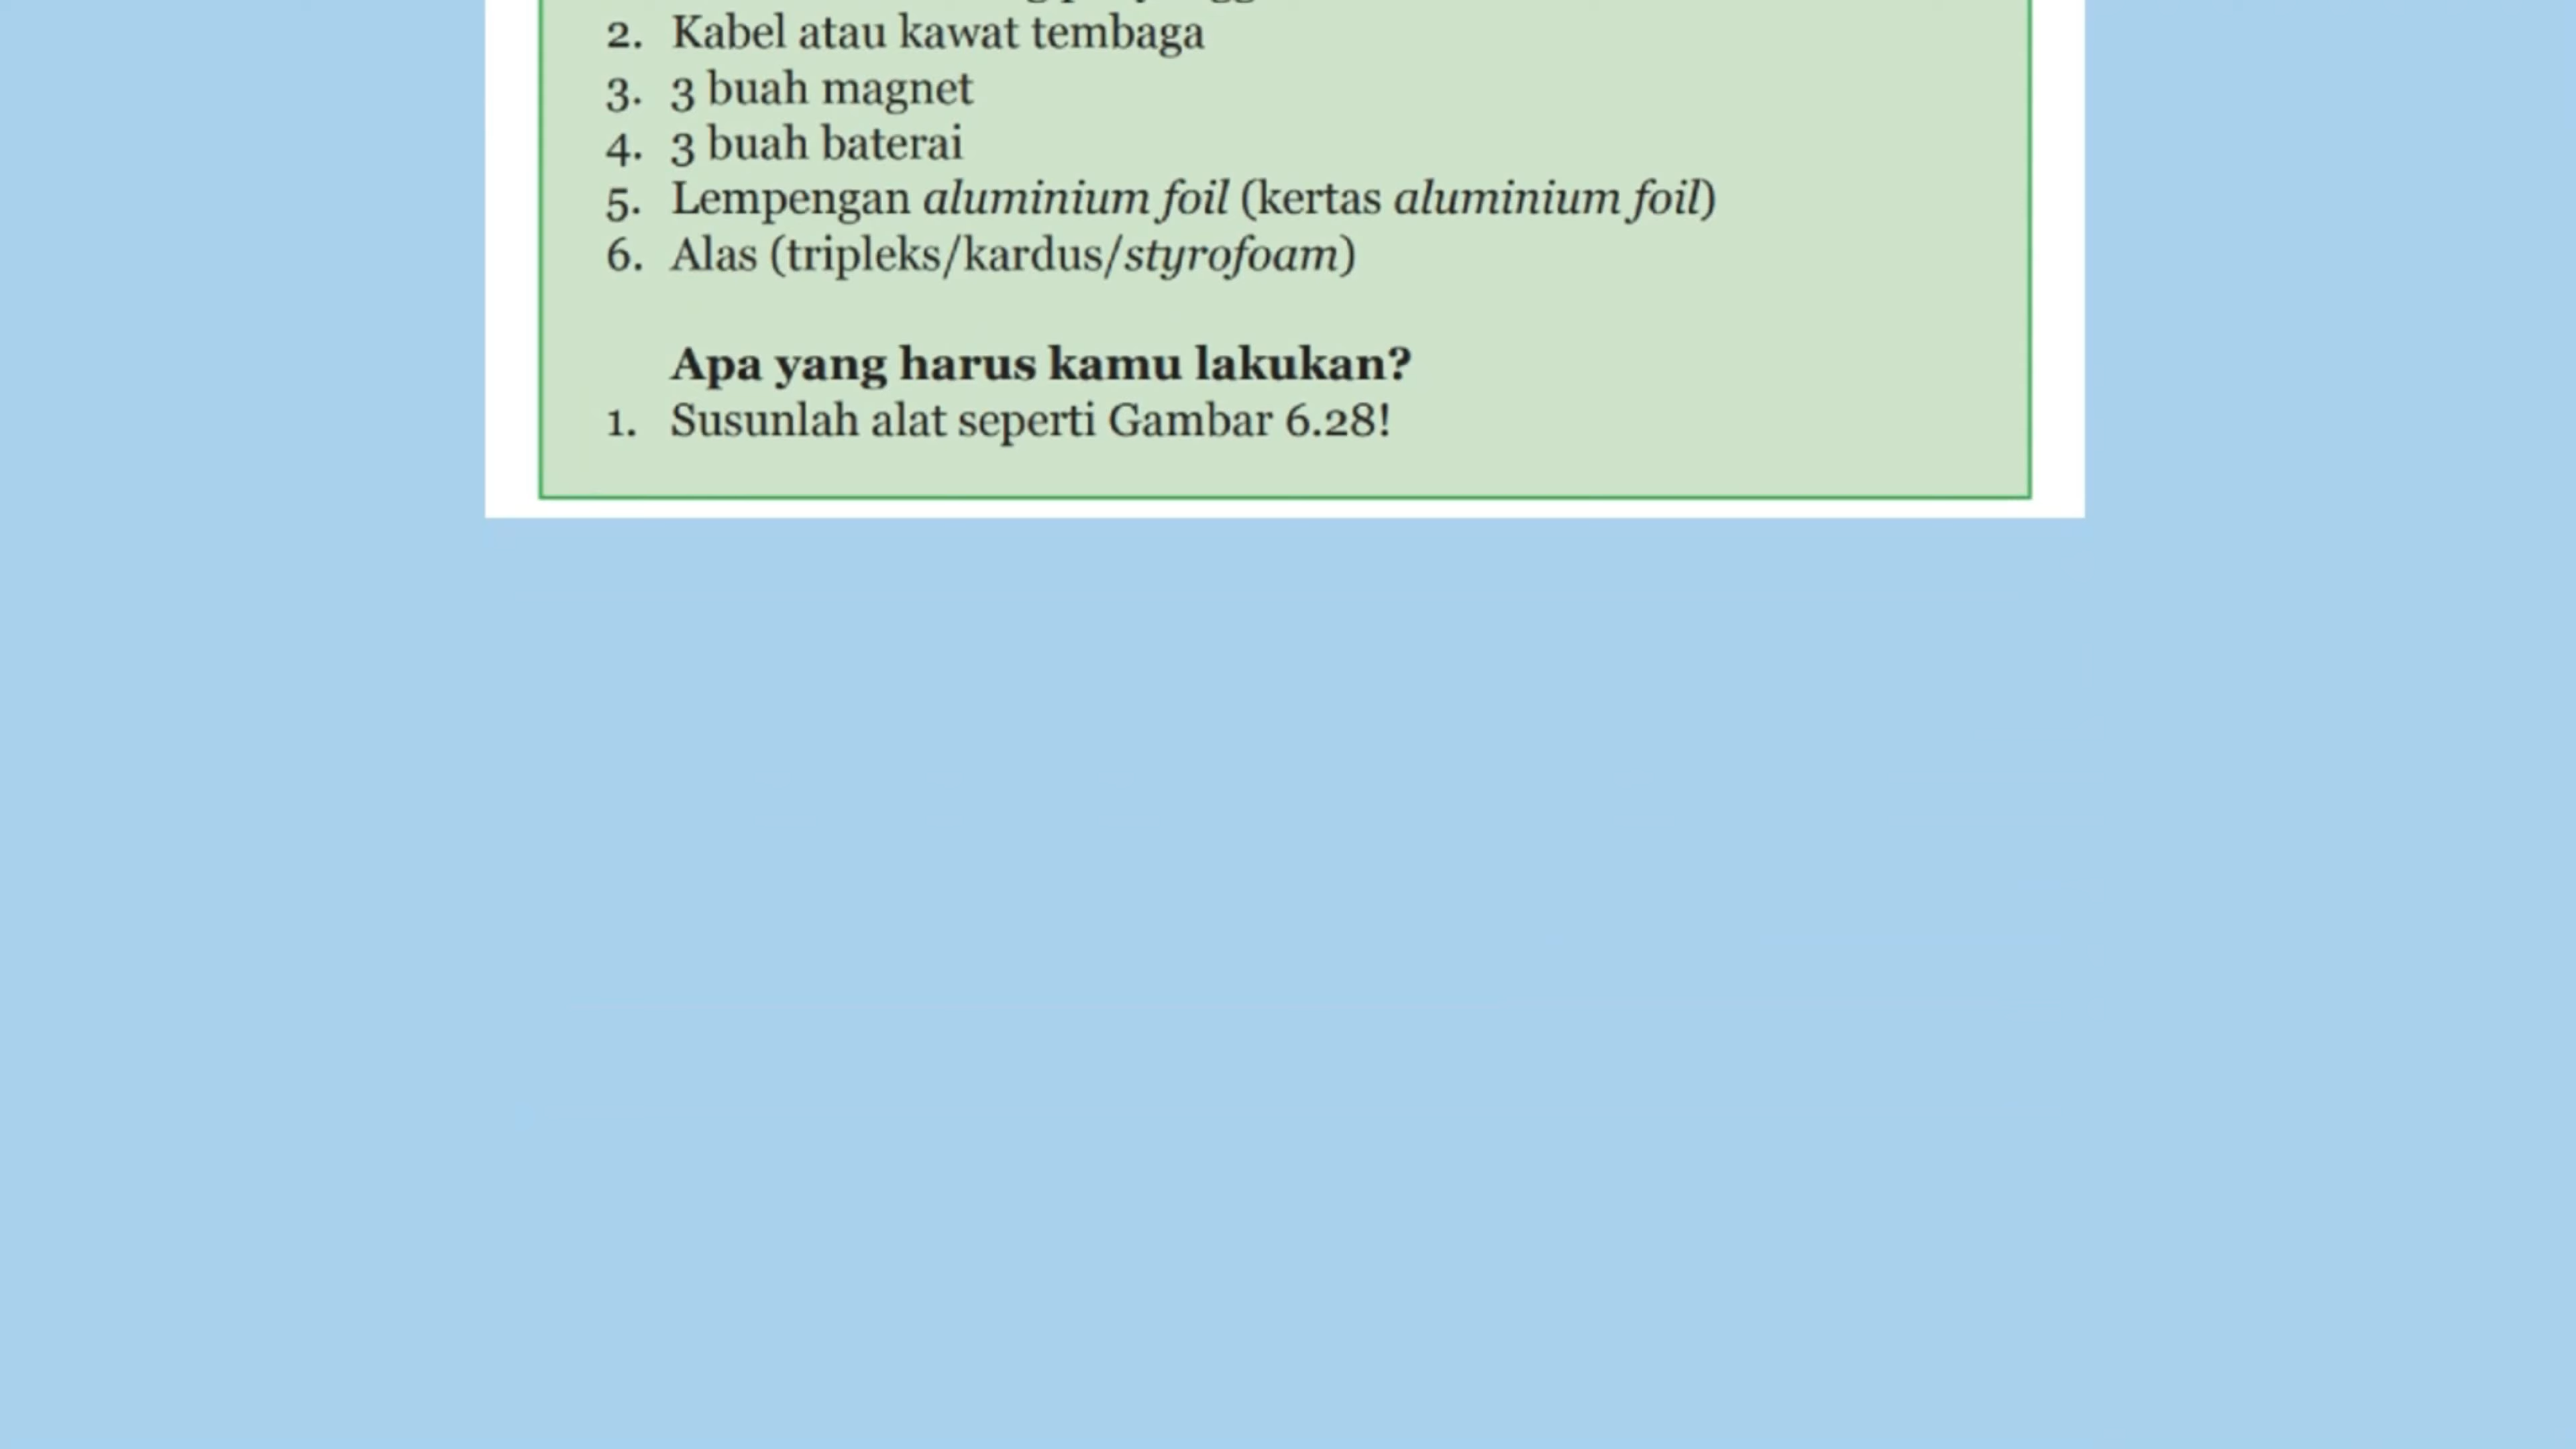 2. Kabel atau kawat tembaga
3. 3 buah magnet
4. 3 buah baterai
5. Lempengan aluminium foil (kertas aluminium foil)
6. Alas (tripleks/kardus/styrofoam)
Apa yang harus kamu lakukan?
1. Susunlah alat seperti Gambar 6.28!